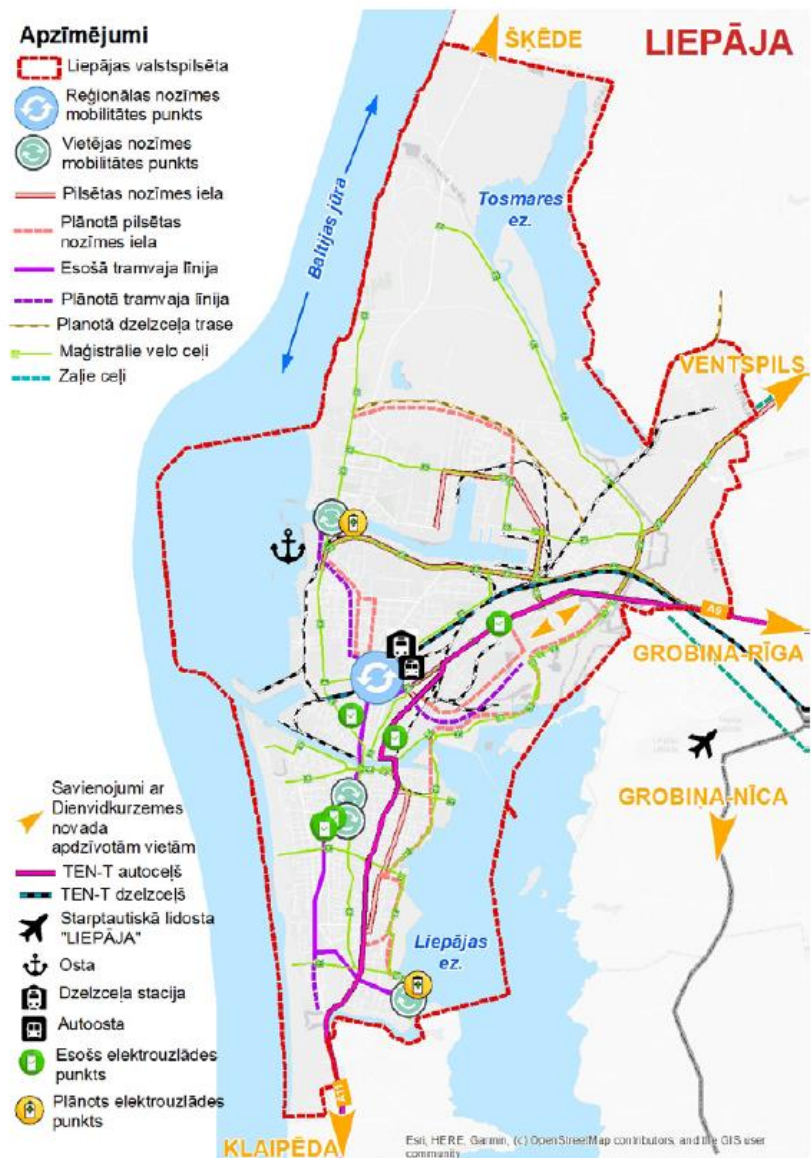 Apzīmējumi
Liepājas valstspilsēta
Reģionālas nozīmes
mobilitātes punkts
Vietējas nozīmes
mobilitātes punkts
Pilsētas nozīmes iela
Plānotā pilsētas
nozīmes iela
Esošā tramvaja līnija
Plānotā tramvaja līnija
Planotā dzelzceļa trase
Maģistrālie velo ceļi
Zaļie ceļi
ŠĶĒDE
LIEPĀJA
Baltijas jūra
Tosmares
ez.
VENTSPILS
A9
GROBIŅA-RĪGA
GROBIŅA-NĪCA
Liepājas
ez.
Savienojumi ar
Dienvidkurzemes
novada
apdzīvotām vietām
TEN-T autoceļš
TEN-T dzelzceļš
Starptautiskā lidosta
"LIEPĀJA"
Osta
Dzelzceļa stacija
Autoosta
Esošs elektrouzlādes
punkts
Plānots elektrouzlādes
punkts
A11
KLAIPĒDA
Esri, HERE, Garmin, (c) OpenStreetMap contributors, and the GIS user
community